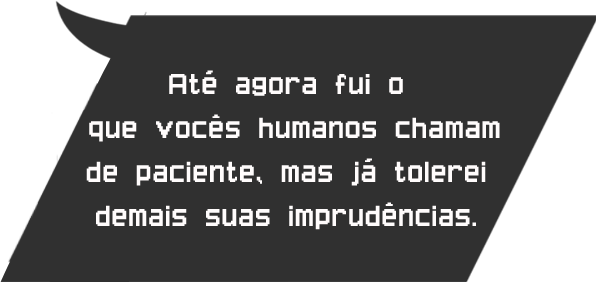 Até agora fui o
que vocês humanos chamam
de paciente, mas já tolerei
demais suas imprudências.